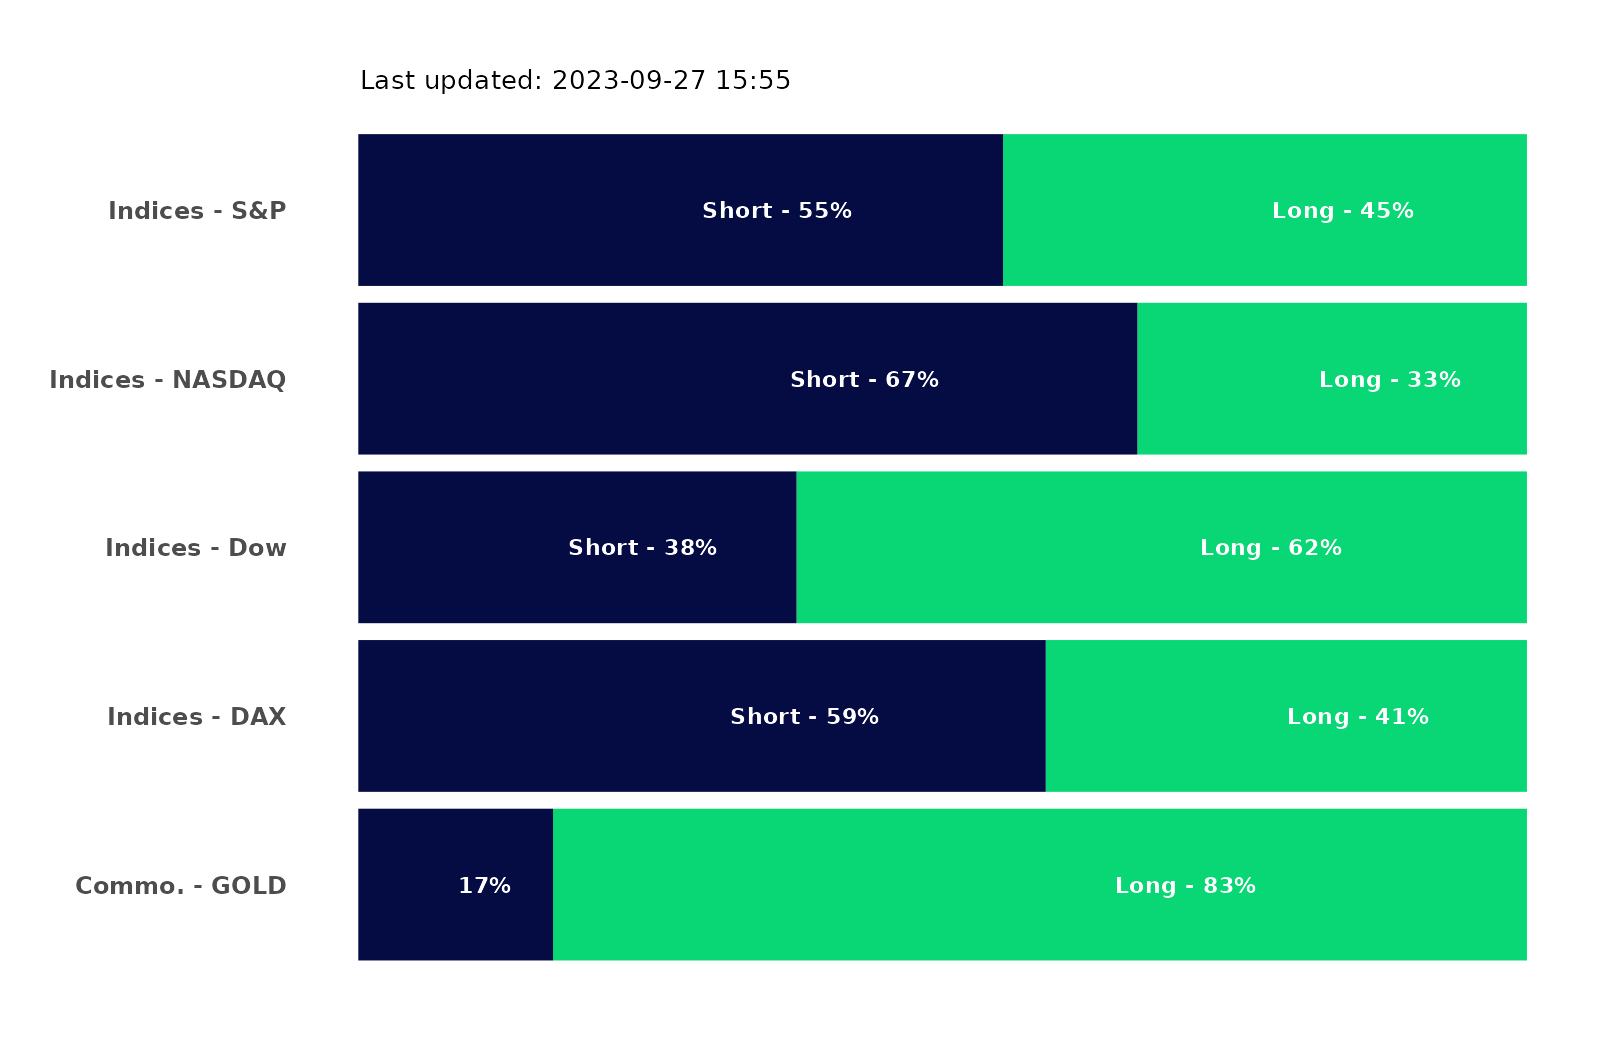 Last updated: 2023-09-27 15:55
Indices - S&P Short - 55% Long - 45%
Indices - NASDAQ Short - 67% Long - 33%
Indices - Dow Short - 38% Long - 62%
Indices - DAX Short - 59% Long - 41%
Commo. - GOLD 17% Long - 83%